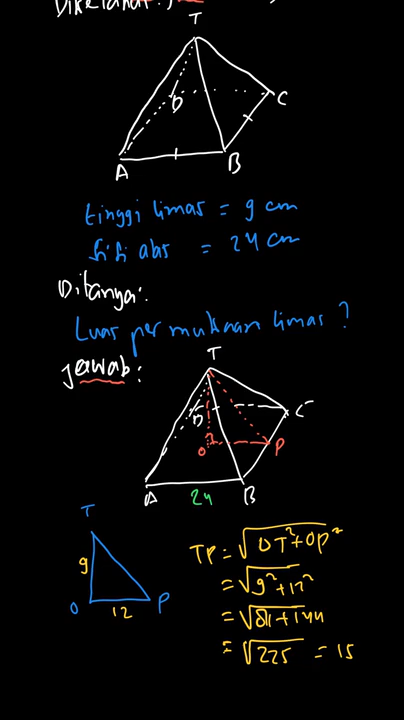 Diketahui:
T
D
C
A
B
tinggi limas = 9 cm
sisi alas = 24 cm
Ditanya:
Luas permukaan limas ?
jawab:
T
D
C
O
P
A
24
B
T
9
O
12
P
TP = √OT²+OP²
= √9²+12²
= √81+144
= √225 = 15